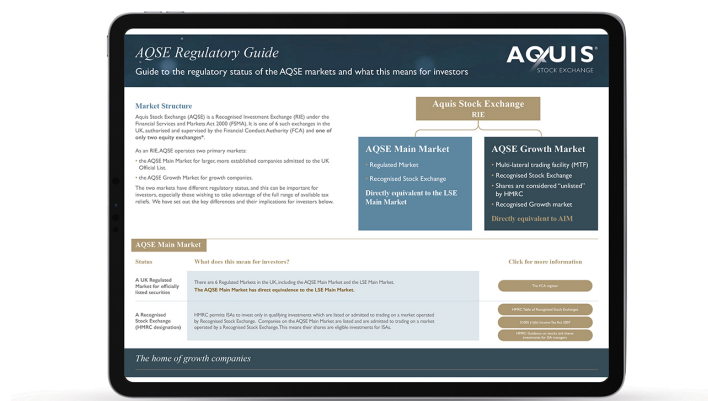 AQSE Regulatory Guide
Guide to the regulatory status of the AQSE markets and what this means for investors
AQUIS
STOCK EXCHANGE
Market Structure
Aquis Stock Exchange (AQSE) is a Recognised Investment Exchange (RIE) under the
Financial Services and Markets Act 2000 (FSMA). It is one of 6 such exchanges in the
UK, authorised and supervised by the Financial Conduct Authority (FCA) and one of
only two equity exchanges*.
As an RIE, AQSE operates two primary markets:
• the AQSE Main Market for larger, more established companies admitted to the UK
Official List.
• the AQSE Growth Market for growth companies.
The two markets have different regulatory status, and this can be important for
investors, especially those wishing to take advantage of the full range of available tax
reliefs. We have set out the key differences and their implications for investors below.
Aquis Stock Exchange
RIE
AQSE Main Market
• Regulated Market
• Recognised Stock Exchange
Directly equivalent to the LSE
Main Market
AQSE Growth Market
• Multi-lateral trading facility (MTF)
• Recognised Stock Exchange
• Shares are considered “unlisted”
by HMRC
• Recognised Growth market
Directly equivalent to AIM
AQSE Main Market
Status
What does this mean for investors?
Click for more information
A UK Regulated
Market for officially
listed securities
There are 6 Regulated Markets in the UK, including the AQSE Main Market and the LSE Main Market.
The AQSE Main Market has direct equivalence to the LSE Main Market.
The FCA register
A Recognised
Stock Exchange
(HMRC designation)
HMRC permits ISAs to invest only in qualifying investments which are listed or admitted to trading on a market operated
by Recognised Stock Exchange. Companies on the AQSE Main Market are listed and are admitted to trading on a market
operated by a Recognised Stock Exchange. This means their shares are eligible investments for ISAs.
HMRC Table of Recognised Stock Exchanges
Income Tax Act 2007
HMRC Guidance on stocks and shares
investments for ISA managers
The home of growth companies